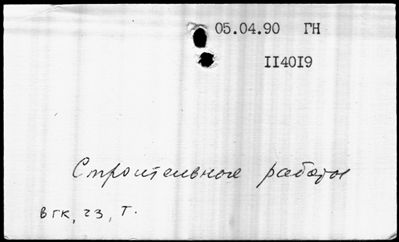 05.04.90 ГН
II40I9
Строительные работы
ВГК, 23, Т.